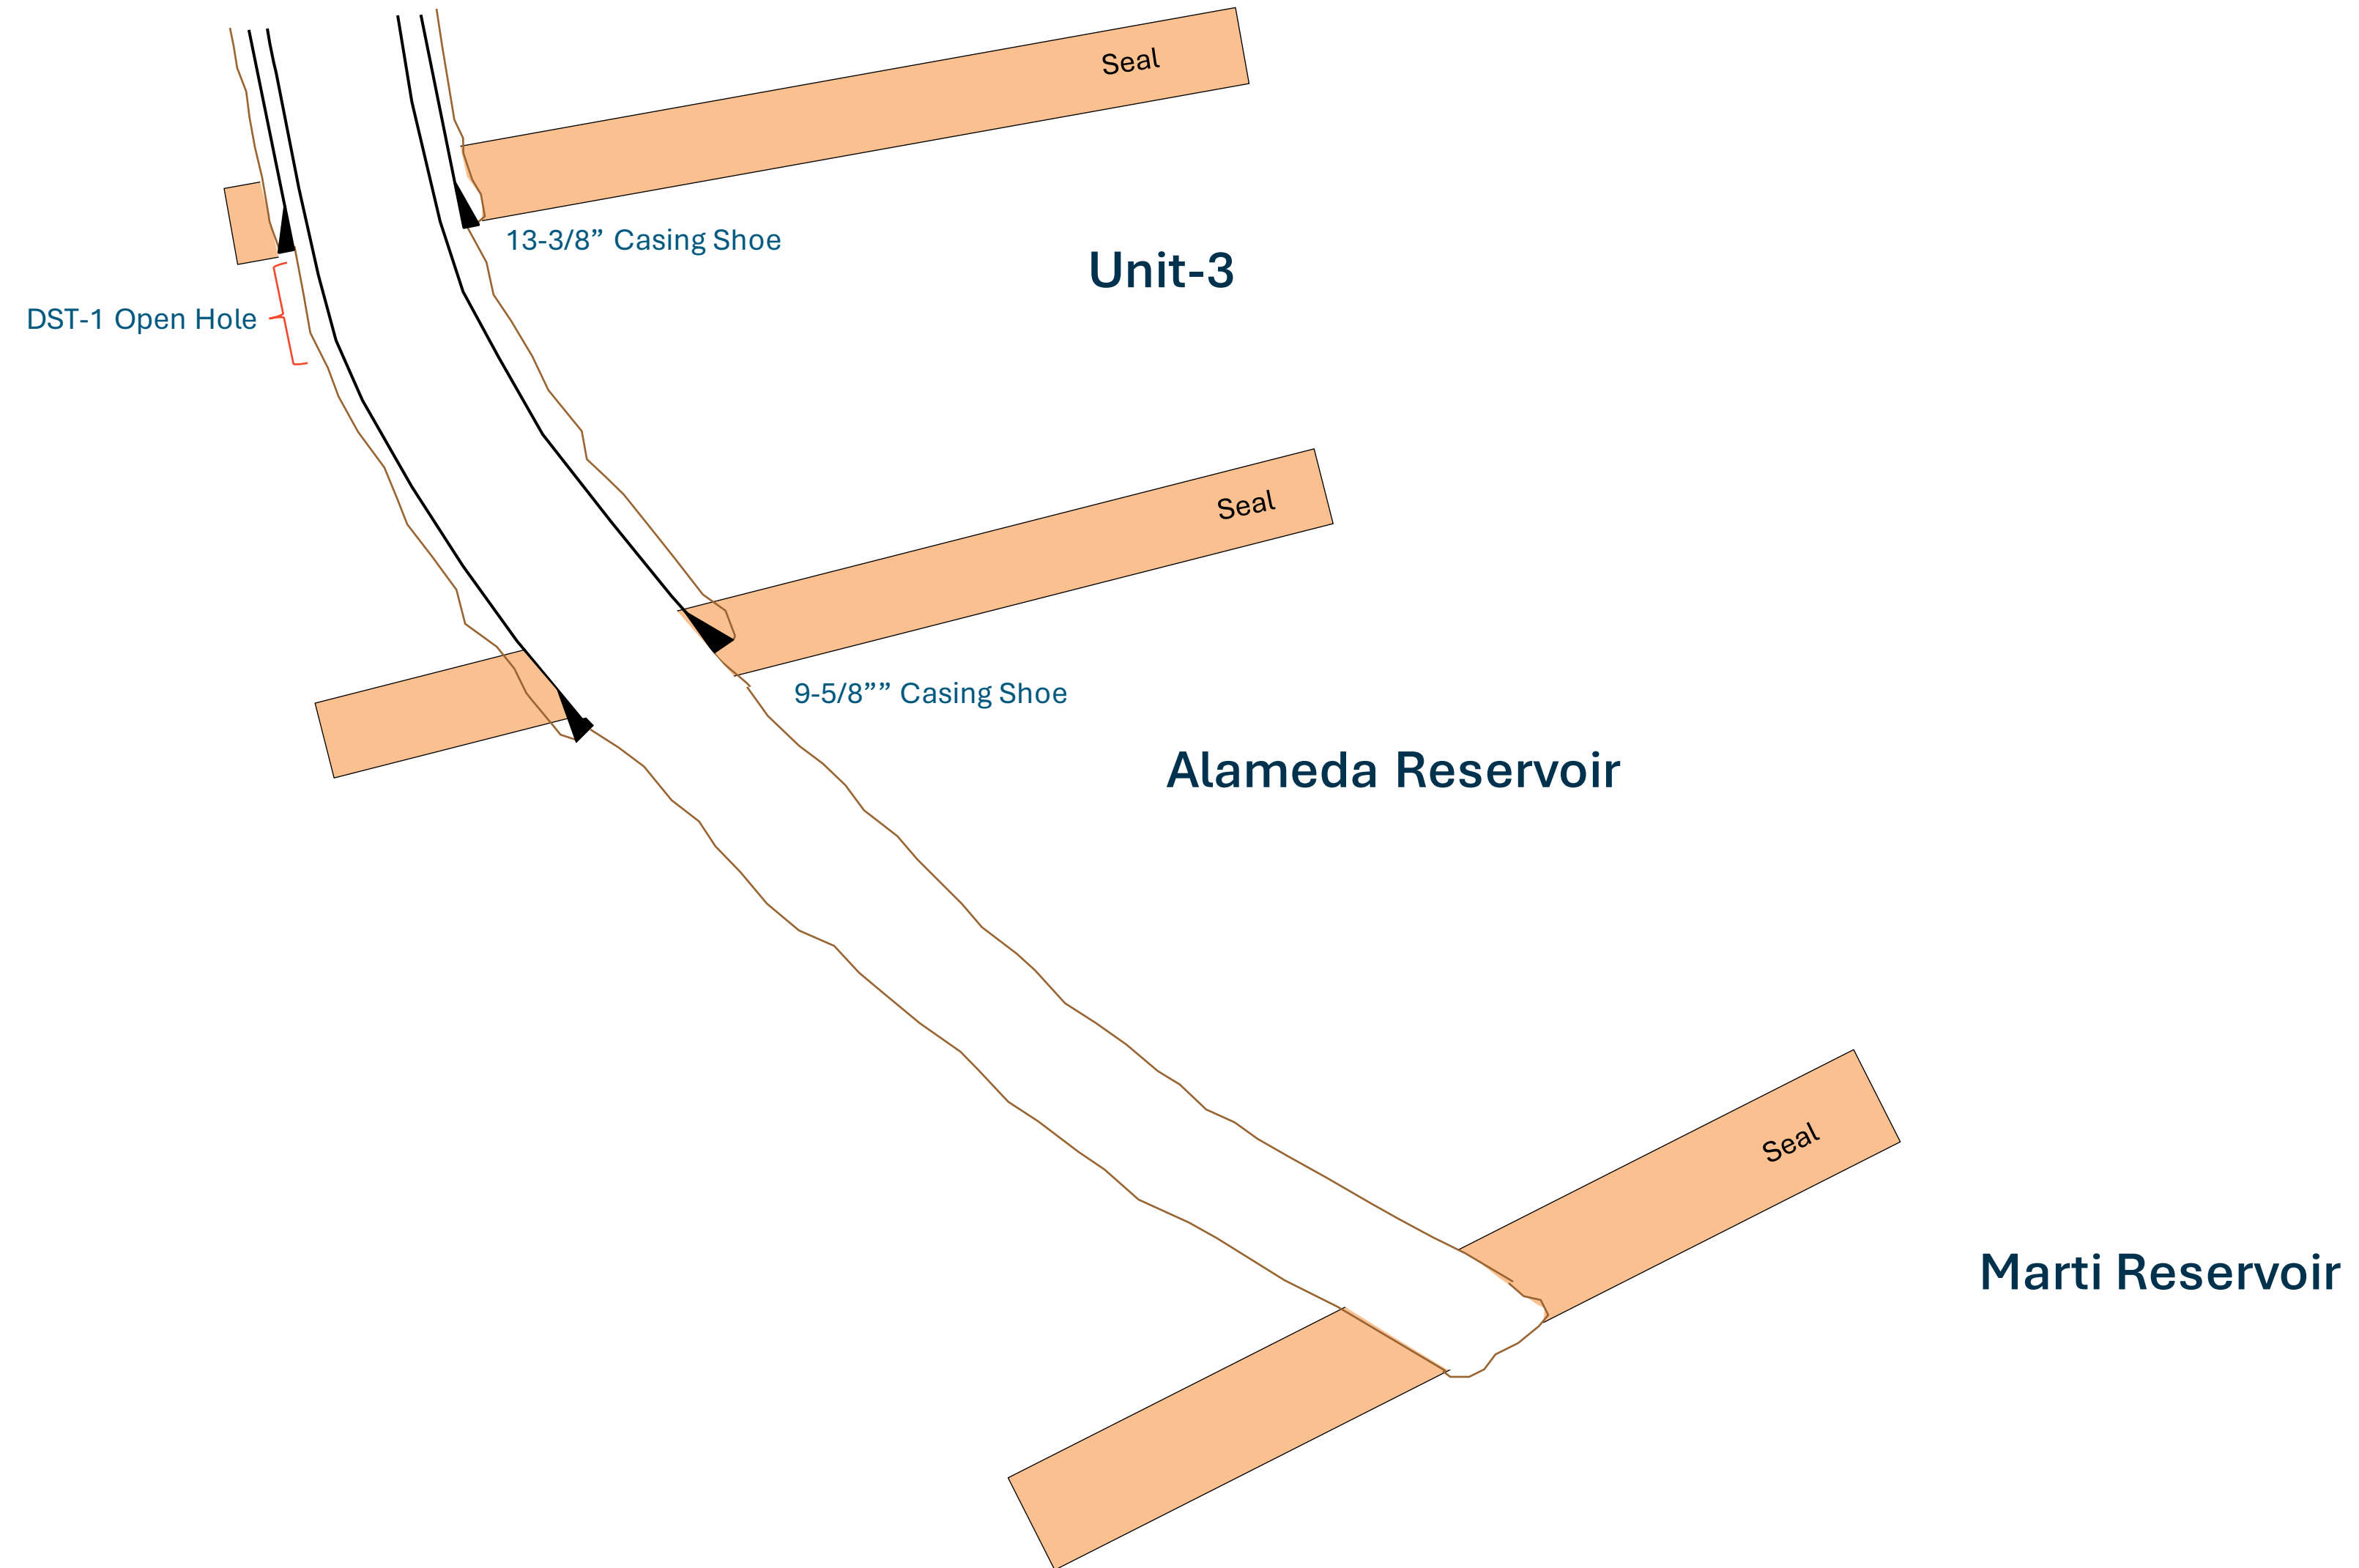 Seal
13-3/8” Casing Shoe
Unit-3
DST-1 Open Hole
Seal
9-5/8”” Casing Shoe
Alameda Reservoir
Seal
Marti Reservoir